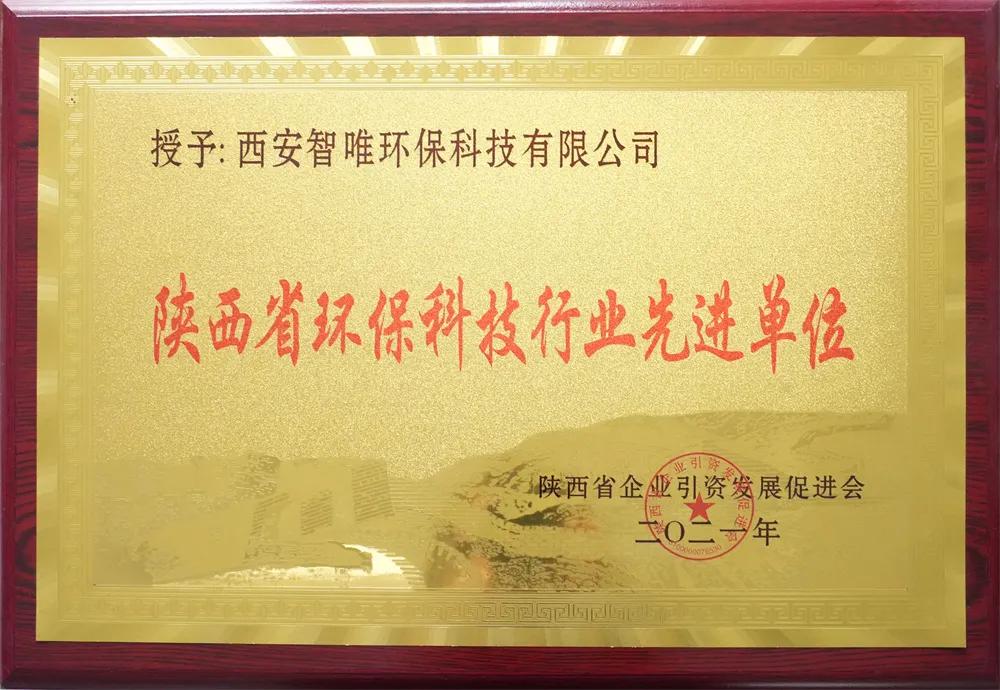 授予:西安智唯环保科技有限公司
陕西省环保科技行业先进单位
陕西省企业引资发展促进会
二〇二一年